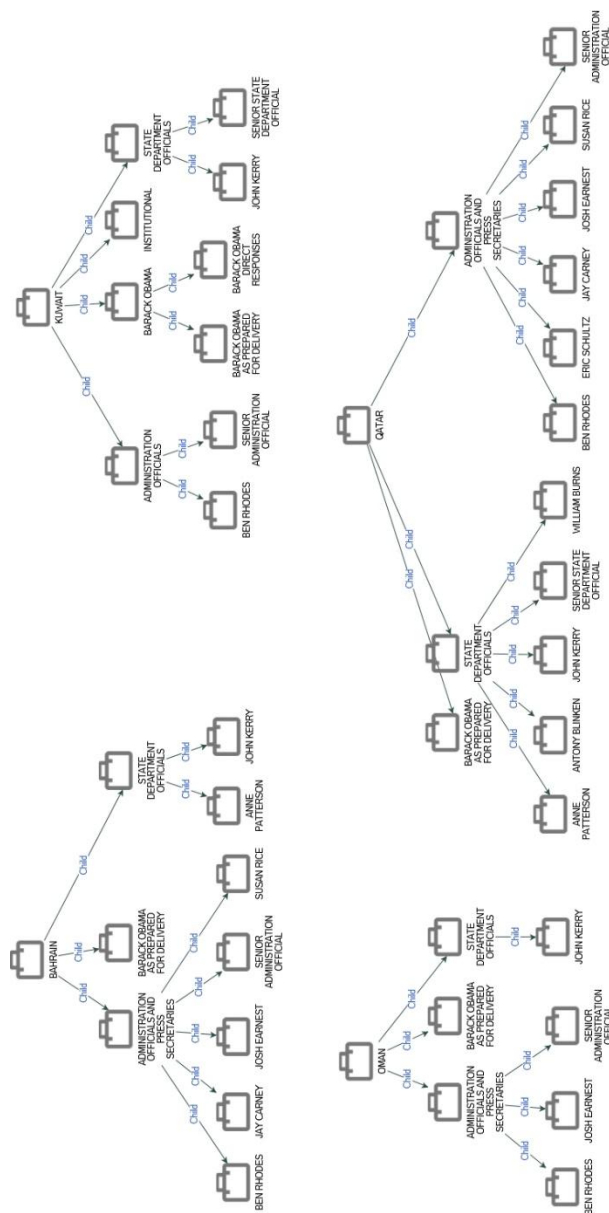 BAHRAIN
Child
Child
Child
ADMINISTRATION
OFFICIALS AND
PRESS
SECRETARIES
BARACK OBAMA
AS PREPARED
FOR DELIVERY
STATE
DEPARTMENT
OFFICIALS
Child
Child
Child
Child
Child
Child
Child
BEN RHODES
JAY CARNEY
JOSH EARNEST
SENIOR
ADMINISTRATION
OFFICIAL
SUSAN RICE
ANNE
PATTERSON
JOHN KERRY
KUWAIT
Child
Child
Child
Child
ADMINISTRATION
OFFICIALS
BARACK OBAMA
INSTITUTIONAL
STATE
DEPARTMENT
OFFICIALS
Child
Child
Child
Child
Child
Child
BEN RHODES
SENIOR
ADMINISTRATION
OFFICIAL
BARACK OBAMA
AS PREPARED
FOR DELIVERY
BARACK OBAMA
DIRECT
RESPONSES
JOHN KERRY
SENIOR STATE
DEPARTMENT
OFFICIAL
OMAN
Child
Child
Child
ADMINISTRATION
OFFICIALS AND
PRESS
SECRETARIES
BARACK OBAMA
AS PREPARED
FOR DELIVERY
STATE
DEPARTMENT
OFFICIALS
Child
Child
Child
Child
BEN RHODES
JOSH EARNEST
SENIOR
ADMINISTRATION
OFFICIAL
JOHN KERRY
QATAR
Child
Child
Child
BARACK OBAMA
AS PREPARED
FOR DELIVERY
STATE
DEPARTMENT
OFFICIALS
ADMINISTRATION
OFFICIALS AND
PRESS
SECRETARIES
Child
Child
Child
Child
Child
Child
Child
Child
Child
Child
Child
ANNE
PATTERSON
ANTONY BLINKEN
JOHN KERRY
SENIOR STATE
DEPARTMENT
OFFICIAL
WILLIAM BURNS
BEN RHODES
ERIC SCHULTZ
JAY CARNEY
JOSH EARNEST
SUSAN RICE
SENIOR
ADMINISTRATION
OFFICIAL